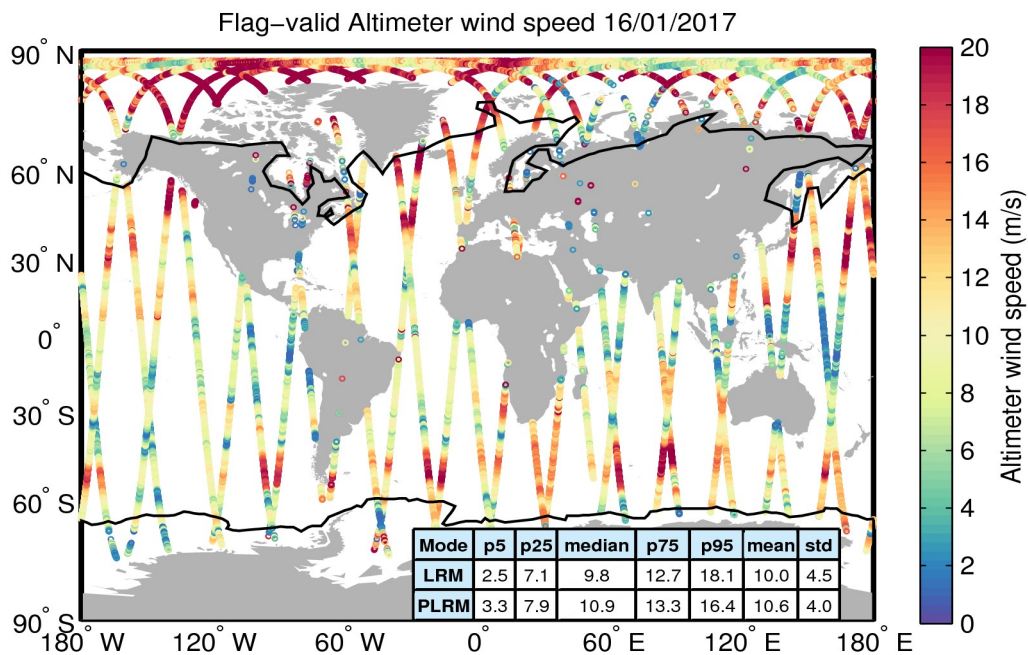 Flag−valid Altimeter wind speed 16/01/2017
90° N
60° N
30° N
0°
30° S
60° S
90° S
180° W
120° W
60° W
0°
60° E
120° E
180° E
Mode p5 p25 median p75 p95 mean std
LRM 2.5 7.1 9.8 12.7 18.1 10.0 4.5
PLRM 3.3 7.9 10.9 13.3 16.4 10.6 4.0
20
18
16
14
12
10
8
6
4
2
0
Altimeter wind speed (m/s)